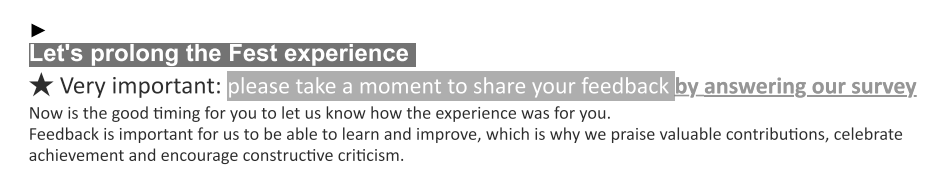 ►
Let's prolong the Fest experience
★ Very important: please take a moment to share your feedback by answering our survey
Now is the good timing for you to let us know how the experience was for you.
Feedback is important for us to be able to learn and improve, which is why we praise valuable contributions, celebrate
achievement and encourage constructive criticism.